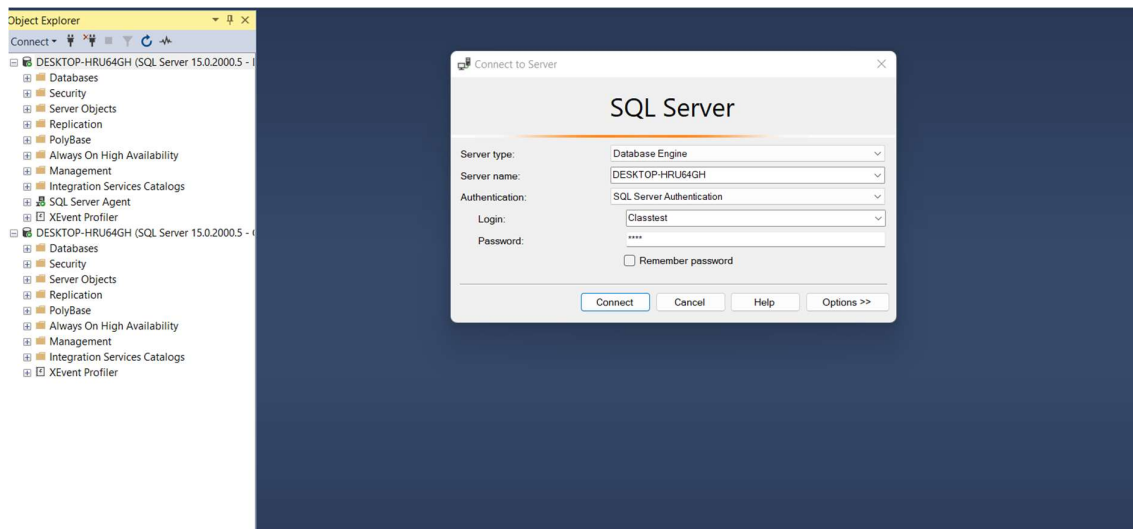 Object Explorer
Connect
DESKTOP-HRU64GH (SQL Server 15.0.2000.5 -
Databases
Security
Server Objects
Replication
PolyBase
Always On High Availability
Management
Integration Services Catalogs
SQL Server Agent
XEvent Profiler
DESKTOP-HRU64GH (SQL Server 15.0.2000.5 -
Databases
Security
Server Objects
Replication
PolyBase
Always On High Availability
Management
Integration Services Catalogs
XEvent Profiler
Connect to Server
SQL Server
Server type: Database Engine
Server name: DESKTOP-HRU64GH
Authentication: SQL Server Authentication
Login: Classtest
Password: ****
Remember password
Connect Cancel Help Options >>